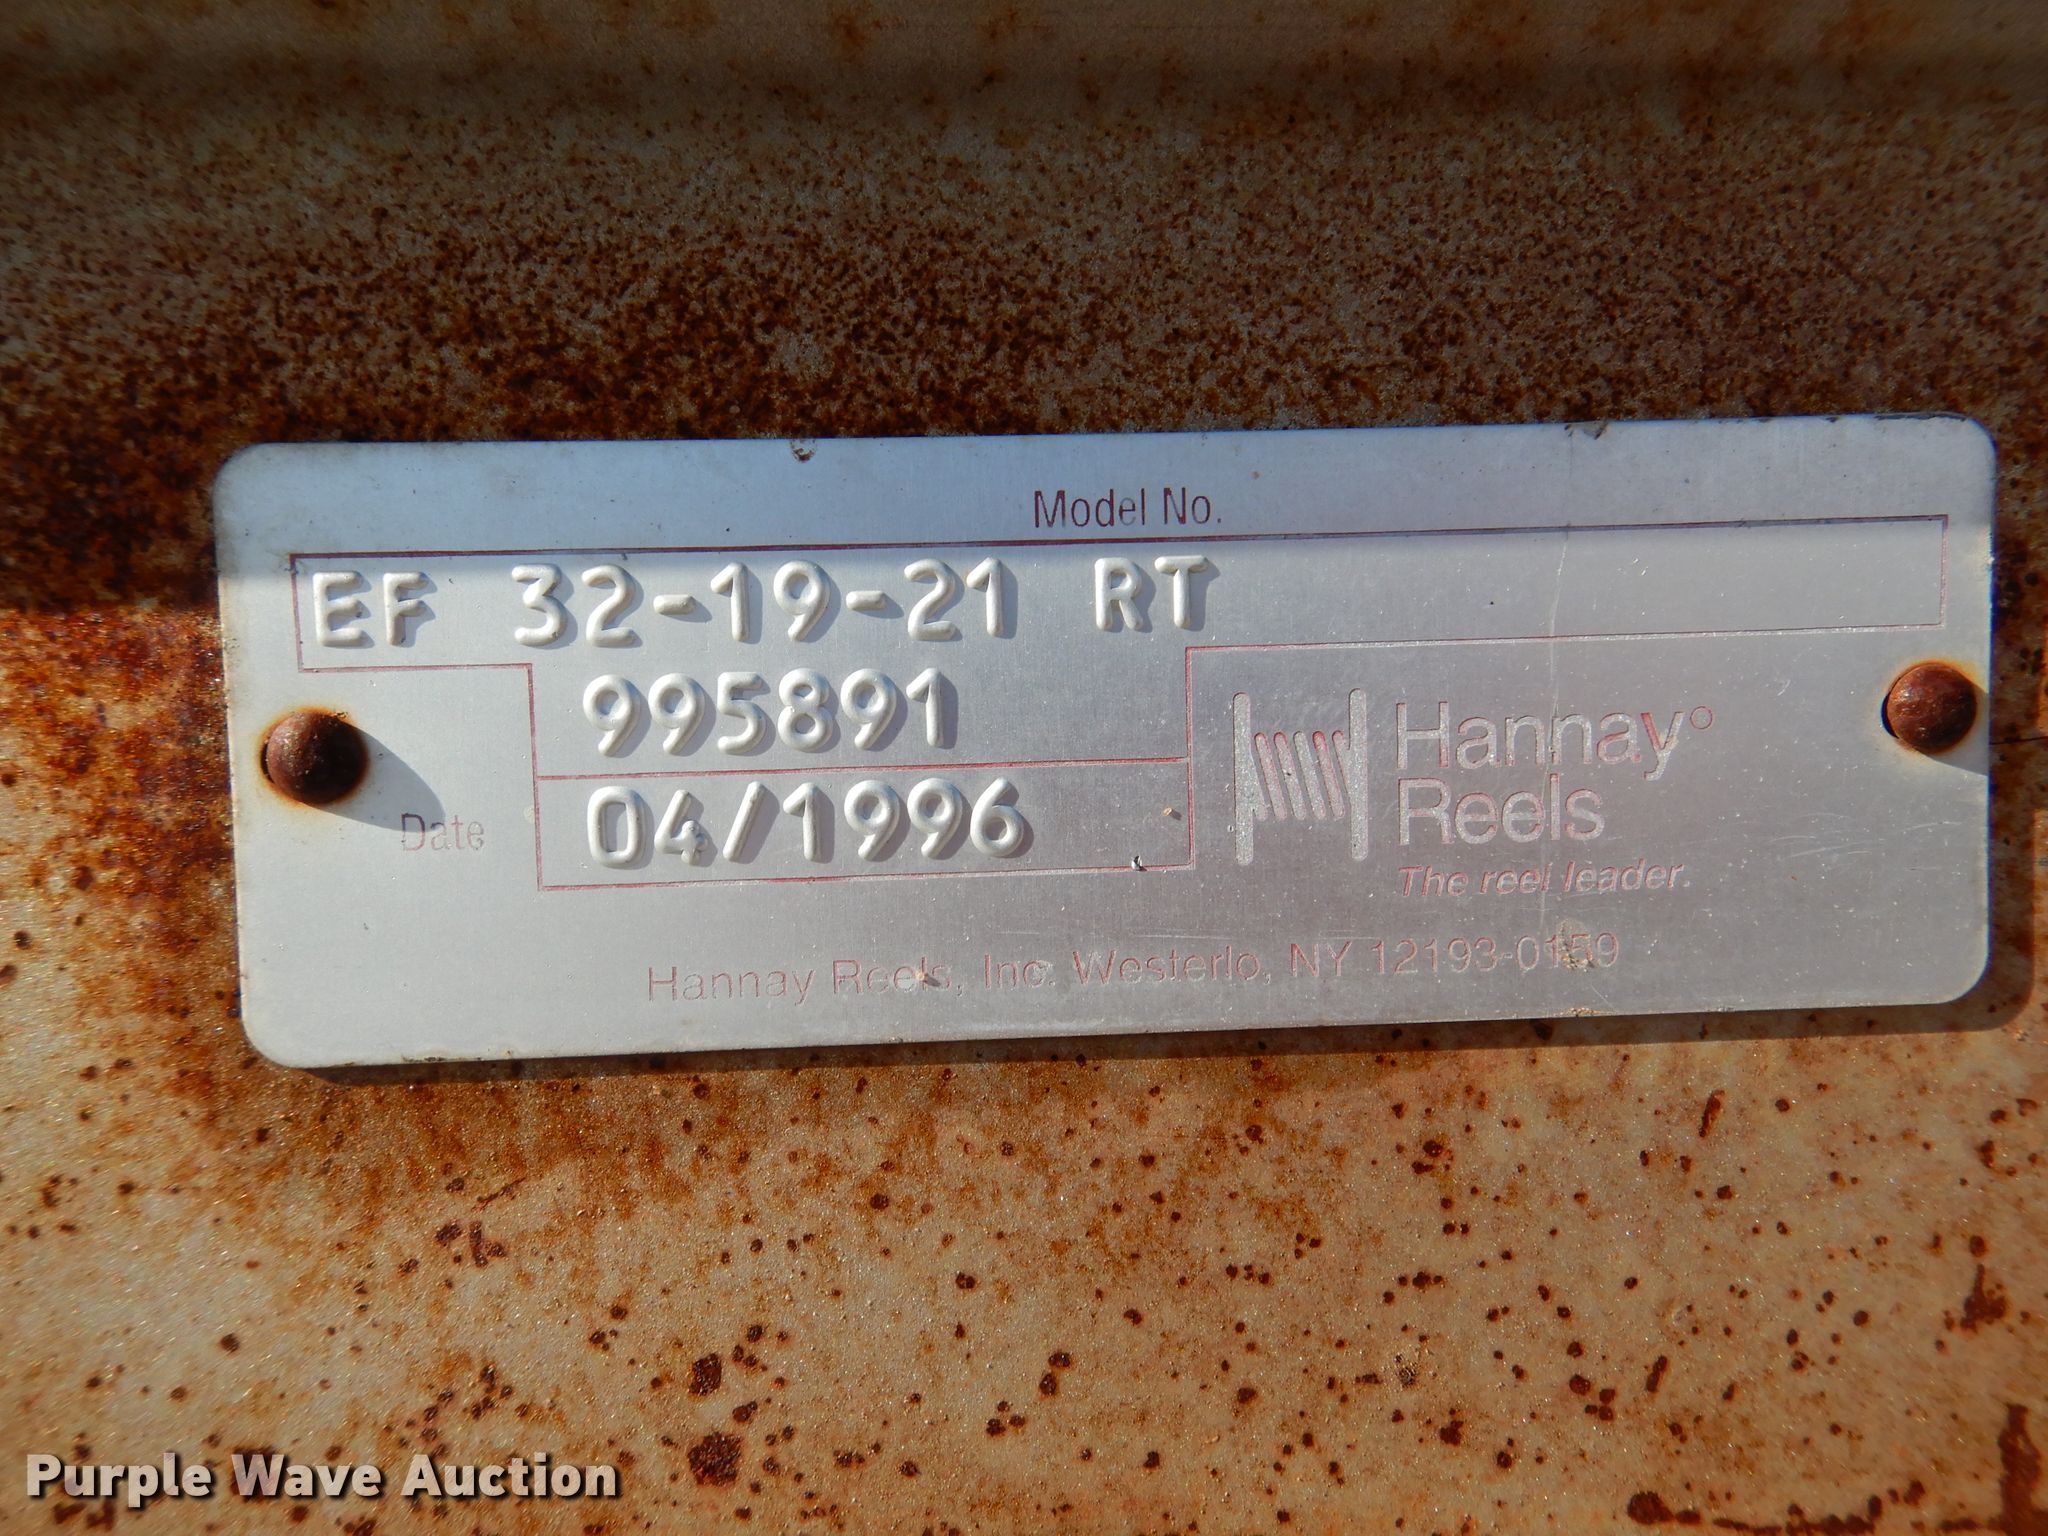 Model No.
EF 32-19-21 RT
995891
Date 04/1996
Hannay®
Reels
The reel leader.
Hannay Reels, Inc. Westerlo, NY 12193-0159
Purple Wave Auction